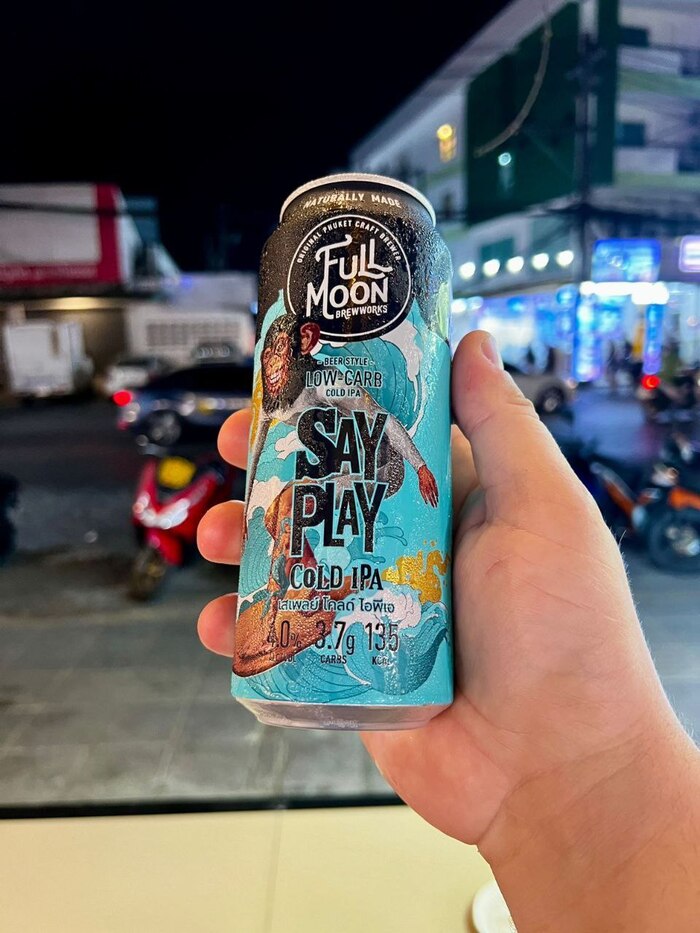 NATURALLY MADE
ORIGINAL PHUKET CRAFT BREWER
FULL
MOON
BREWWORKS
BEER STYLE
LOW-CARB
COLD IPA
SAY
PLAY
COLD IPA
เสเพลย์ โคลด์ ไอพีเอ
4.0% 3.7g 135
CARBS